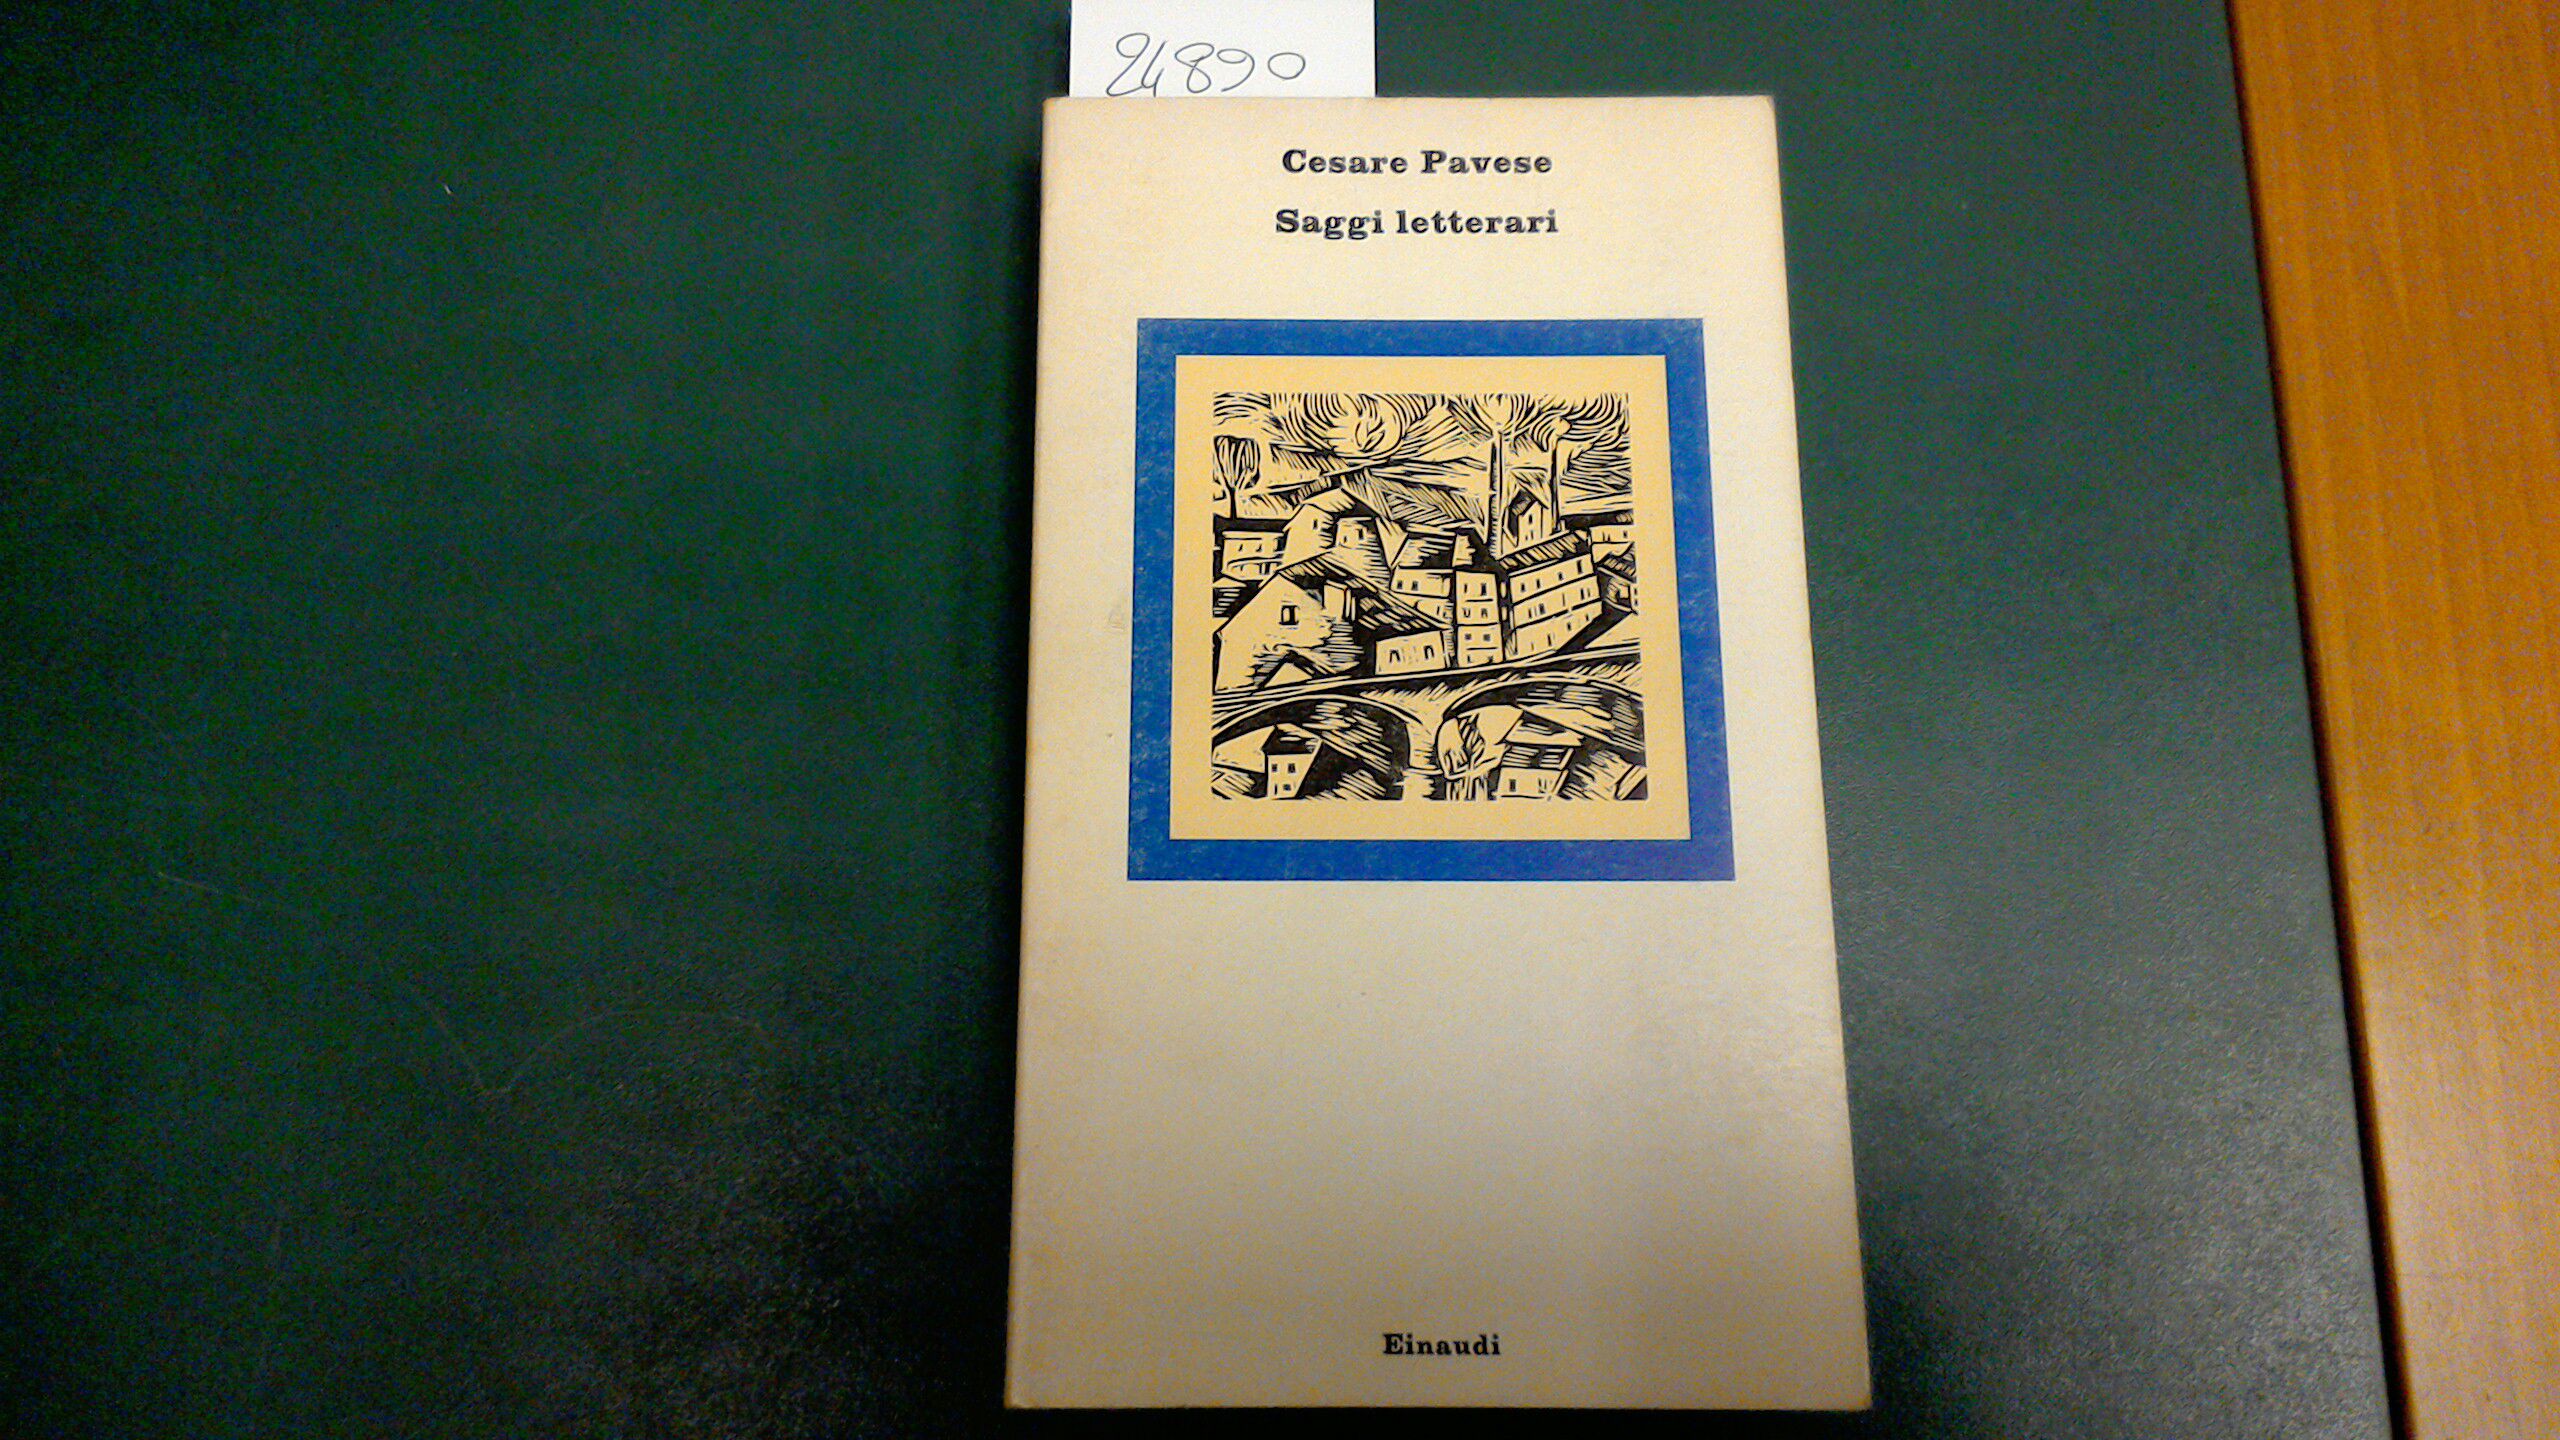 24890
Cesare Pavese
Saggi letterari
Einaudi